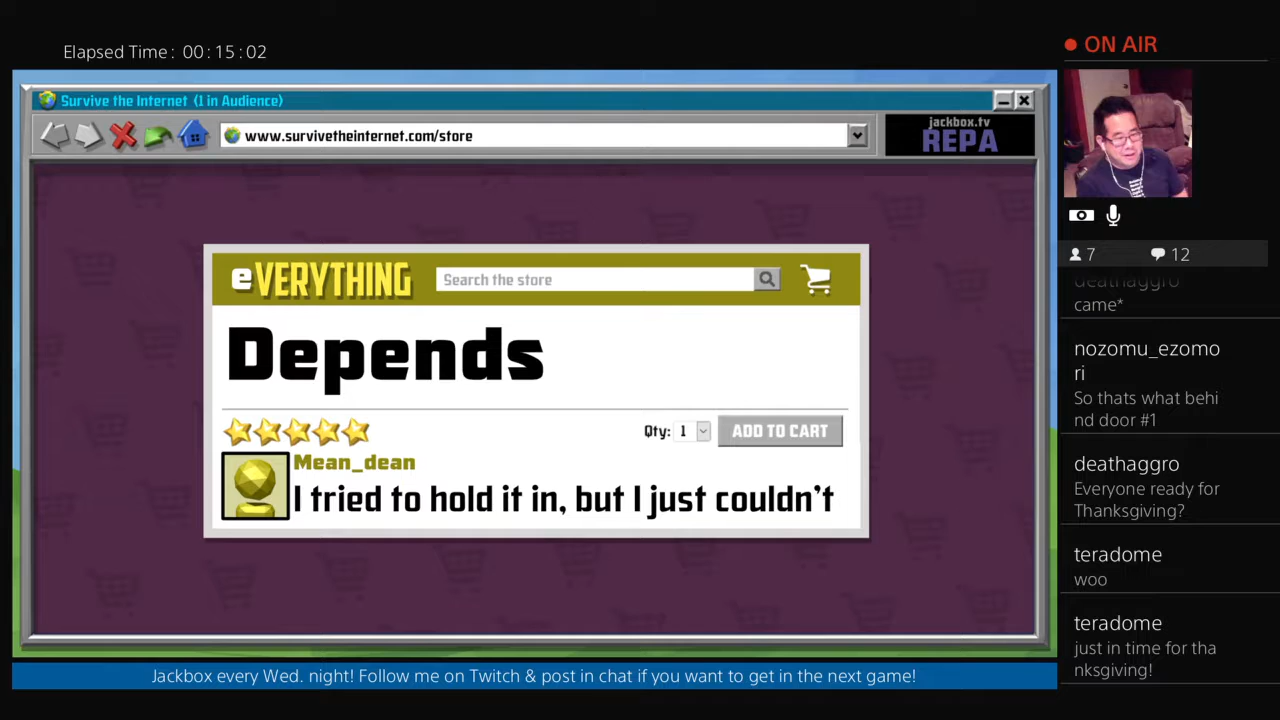 Elapsed Time: 00:15:02
ON AIR
Survive the Internet (1 in Audience)
www.survivetheinternet.com/store
jackbox.tv
REPA
eVERYTHING
Search the store
Depends
Qty: 1
ADD TO CART
Mean_dean
I tried to hold it in, but I just couldn't
7
12
deathaggro
came*
nozomu_ezomo
ri
So thats what behi
nd door #1
deathaggro
Everyone ready for
Thanksgiving?
teradome
woo
teradome
just in time for tha
nksgiving!
Jackbox every Wed. night! Follow me on Twitch & post in chat if you want to get in the next game!